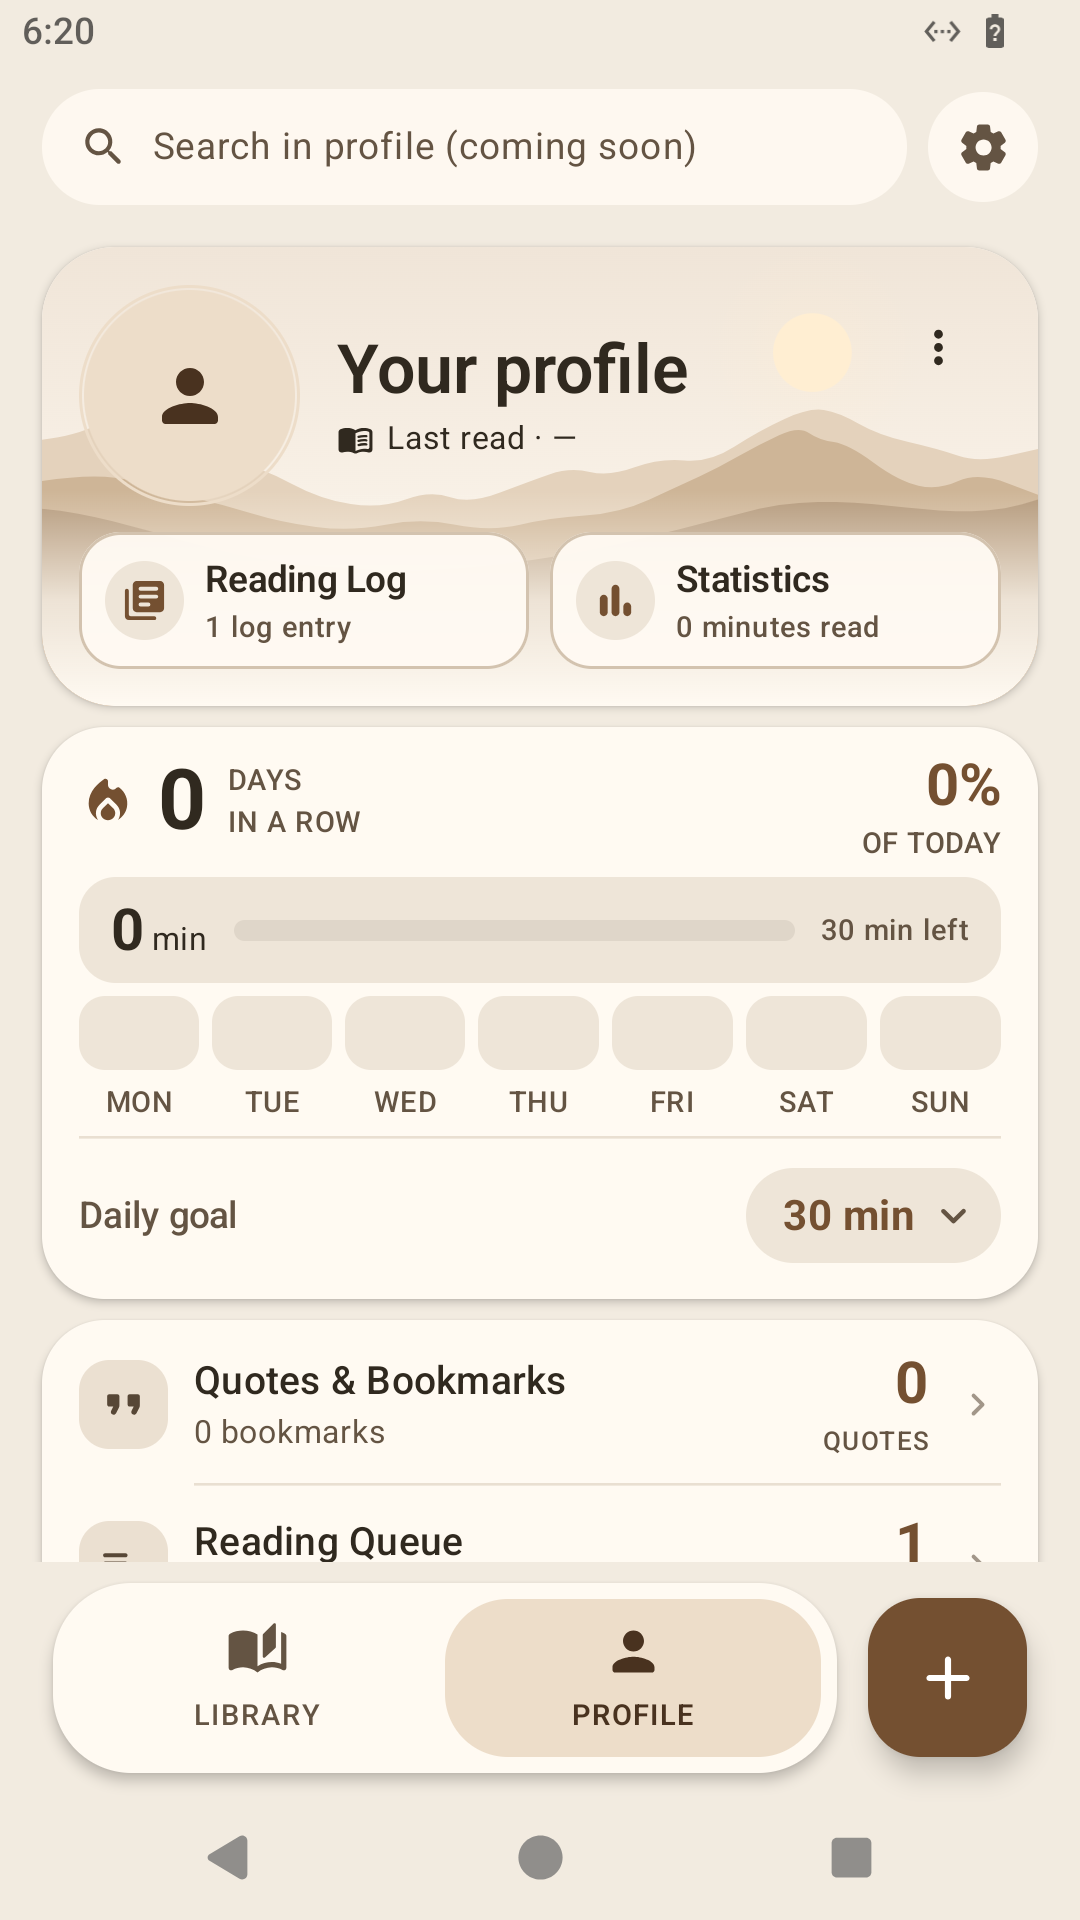 6:20
Search in profile (coming soon)
Your profile
Last read · —
Reading Log
1 log entry
Statistics
0 minutes read
0
DAYS
IN A ROW
0%
OF TODAY
0 min
30 min left
MON TUE WED THU FRI SAT SUN
Daily goal
30 min
Quotes & Bookmarks
0 bookmarks
0
QUOTES
Reading Queue
1
LIBRARY
PROFILE